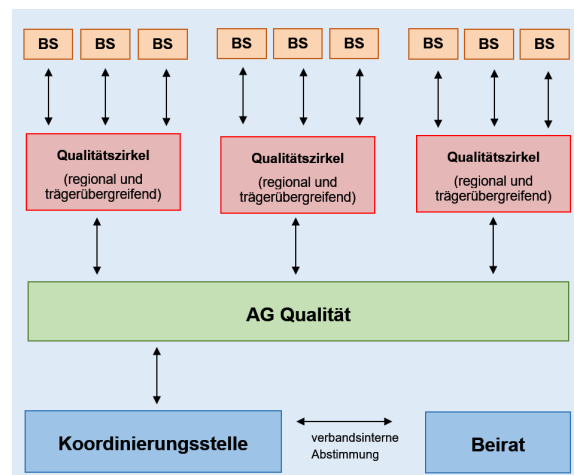 BS BS BS BS BS BS BS BS BS
Qualitätszirkel
(regional und
trägerübergreifend)
Qualitätszirkel
(regional und
trägerübergreifend)
Qualitätszirkel
(regional und
trägerübergreifend)
AG Qualität
Koordinierungsstelle
verbandsinterne
Abstimmung
Beirat